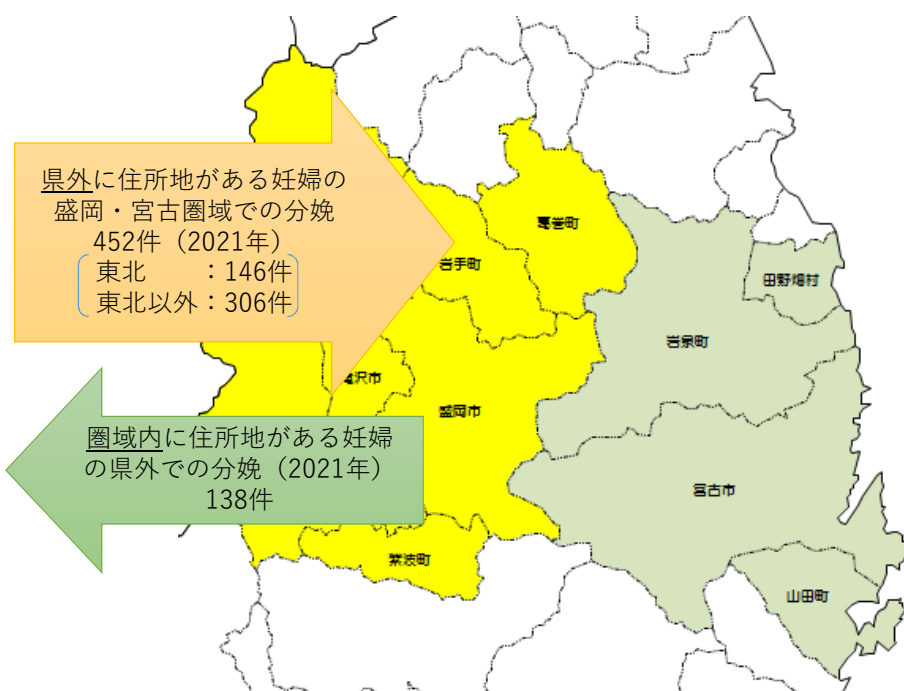 県外に住所地がある妊婦の
盛岡・宮古圏域での分娩
452件（2021年）
東北　　：146件
東北以外：306件
葛巻町
岩手町
田野畑村
岩泉町
滝沢市
盛岡市
圏域内に住所地がある妊婦
の県外での分娩（2021年）
138件
宮古市
紫波町
山田町